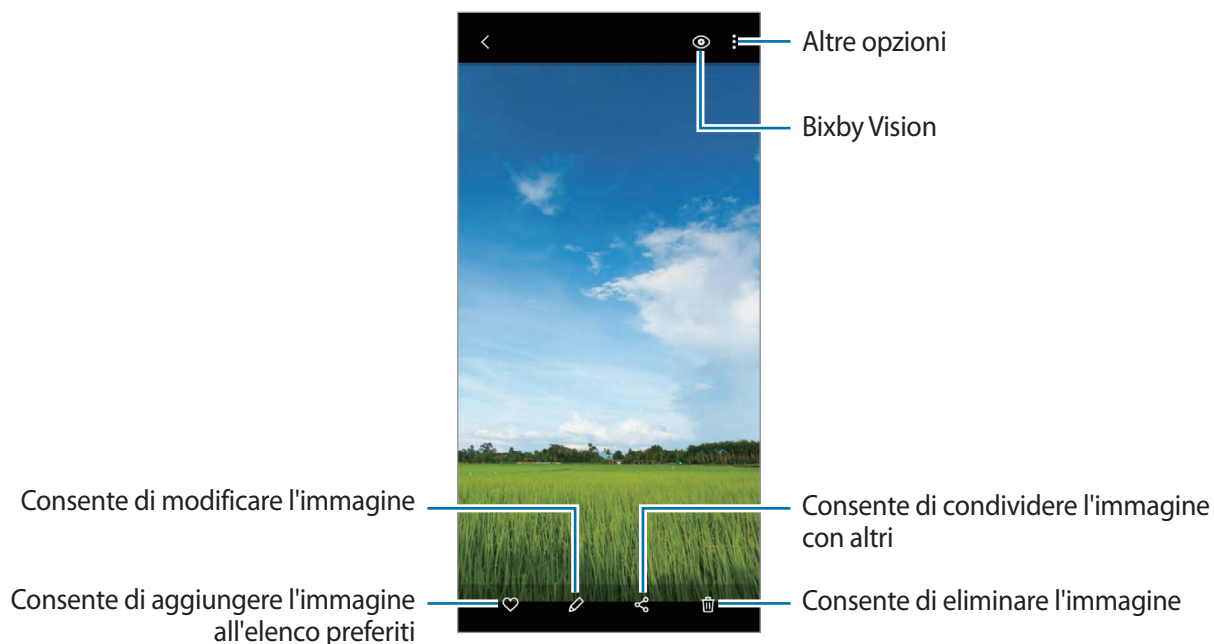 Altre opzioni
Bixby Vision
Consente di modificare l'immagine
Consente di condividere l'immagine
con altri
Consente di aggiungere l'immagine
all'elenco preferiti
Consente di eliminare l'immagine